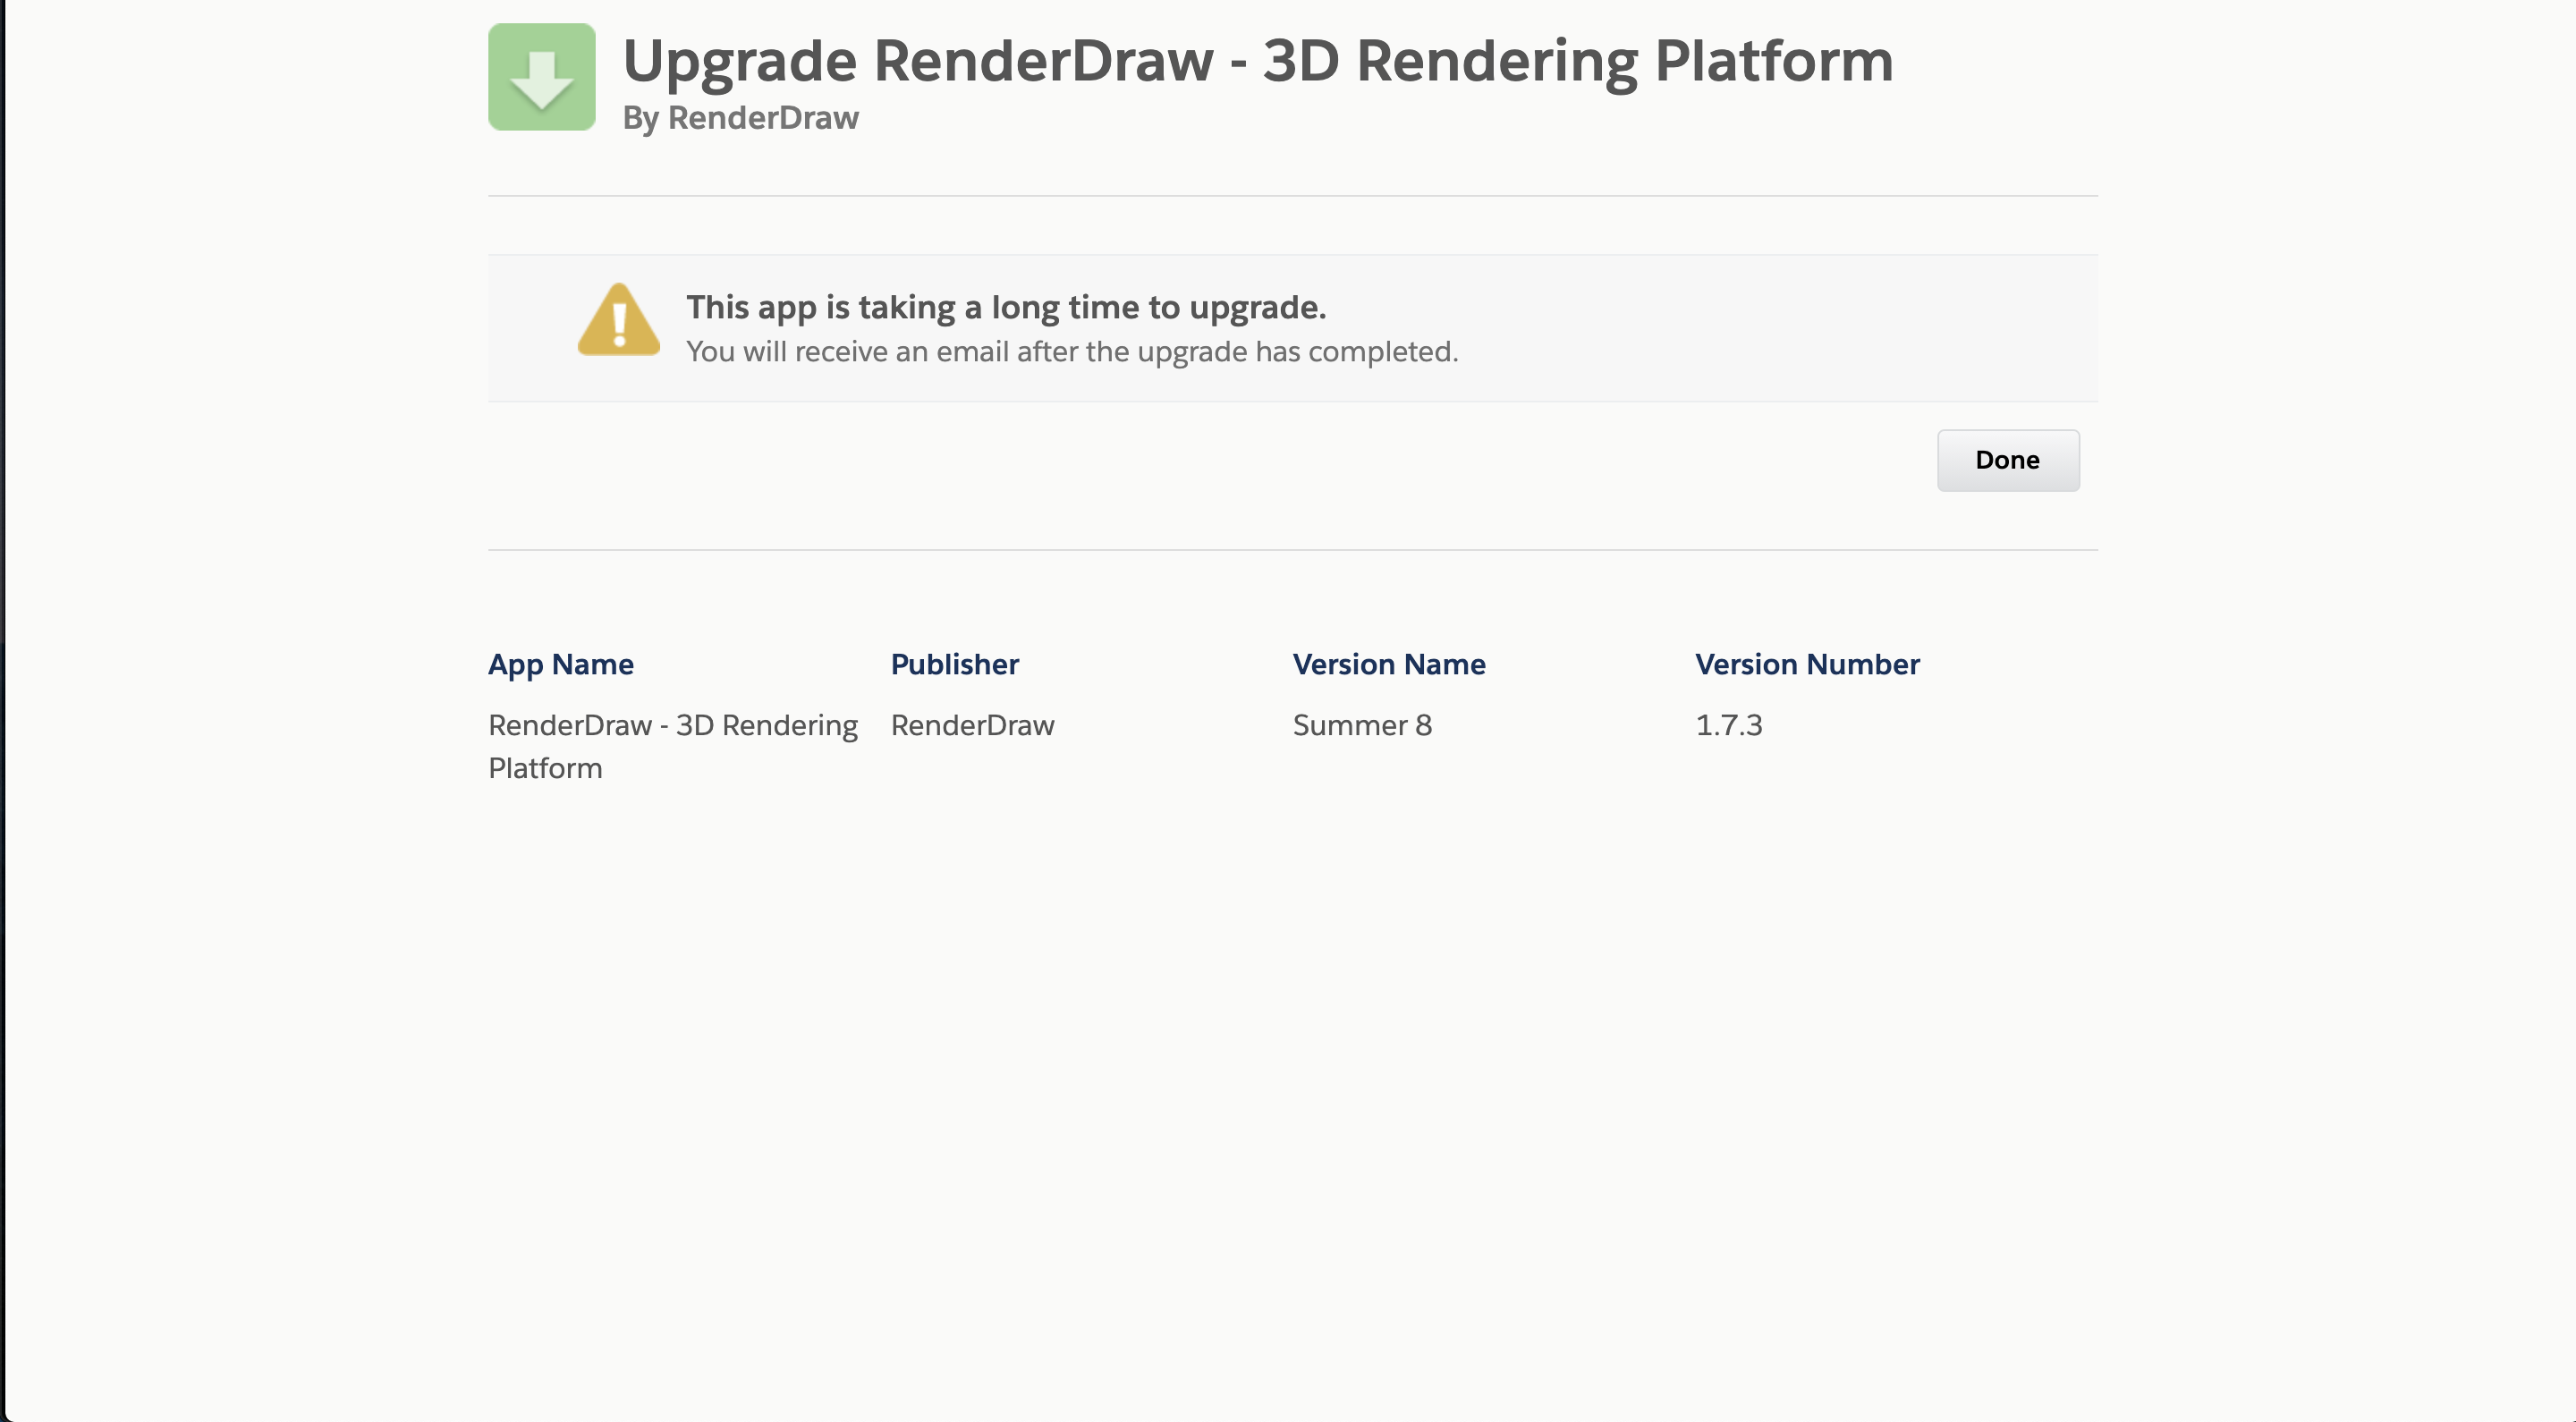 Upgrade RenderDraw - 3D Rendering Platform
By RenderDraw
This app is taking a long time to upgrade.
You will receive an email after the upgrade has completed.
Done
App Name
Publisher
Version Name
Version Number
RenderDraw - 3D Rendering
Platform
RenderDraw
Summer 8
1.7.3